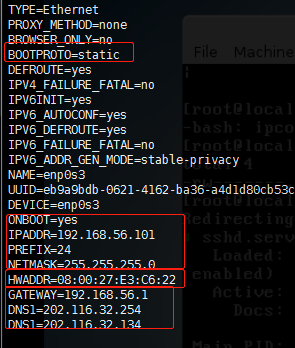 TYPE=Ethernet
PROXY_METHOD=none
BROWSER_ONLY=no
BOOTPROTO=static
DEFROUTE=yes
IPV4_FAILURE_FATAL=no
IPV6INIT=yes
IPV6_AUTOCONF=yes
IPV6_DEFROUTE=yes
IPV6_FAILURE_FATAL=no
IPV6_ADDR_GEN_MODE=stable-privacy
NAME=enp0s3
UUID=eb9a9bdb-0621-4162-ba36-a4d1d80cb53c
DEVICE=enp0s3
ONBOOT=yes
IPADDR=192.168.56.101
PREFIX=24
NETMASK=255.255.255.0
HWADDR=08:00:27:E3:C6:22
GATEWAY=192.168.56.1
DNS1=202.116.32.254
DNS1=202.116.32.134
File Machine
[root@local
-bash: ipco
[root@local
Redirecting
sshd.serv
Loaded:
enabled)
Active:
Docs:
Main PID: